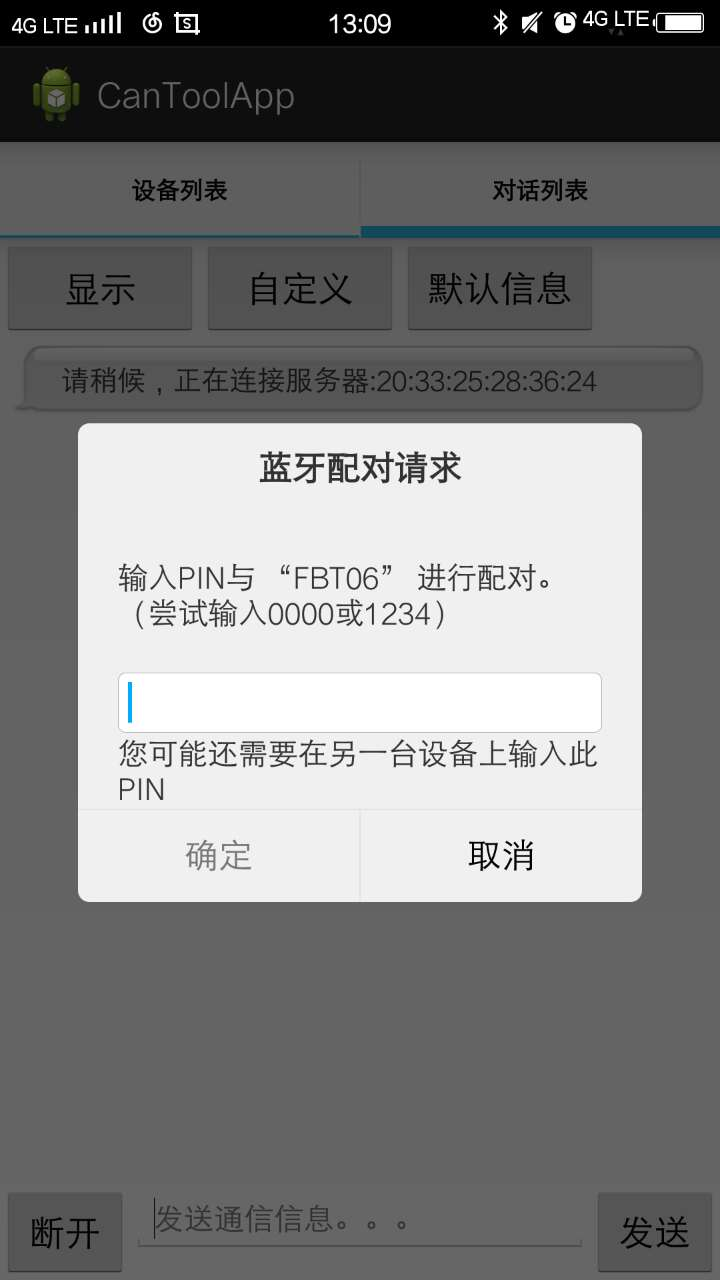 4G LTE 13:09 4G LTE
CanToolApp
设备列表 对话列表
显示 自定义 默认信息
请稍候，正在连接服务器:20:33:25:28:36:24
蓝牙配对请求
输入PIN与 “FBT06” 进行配对。
（尝试输入0000或1234）
您可能还需要在另一台设备上输入此
PIN
确定 取消
断开 发送通信信息。。。 发送